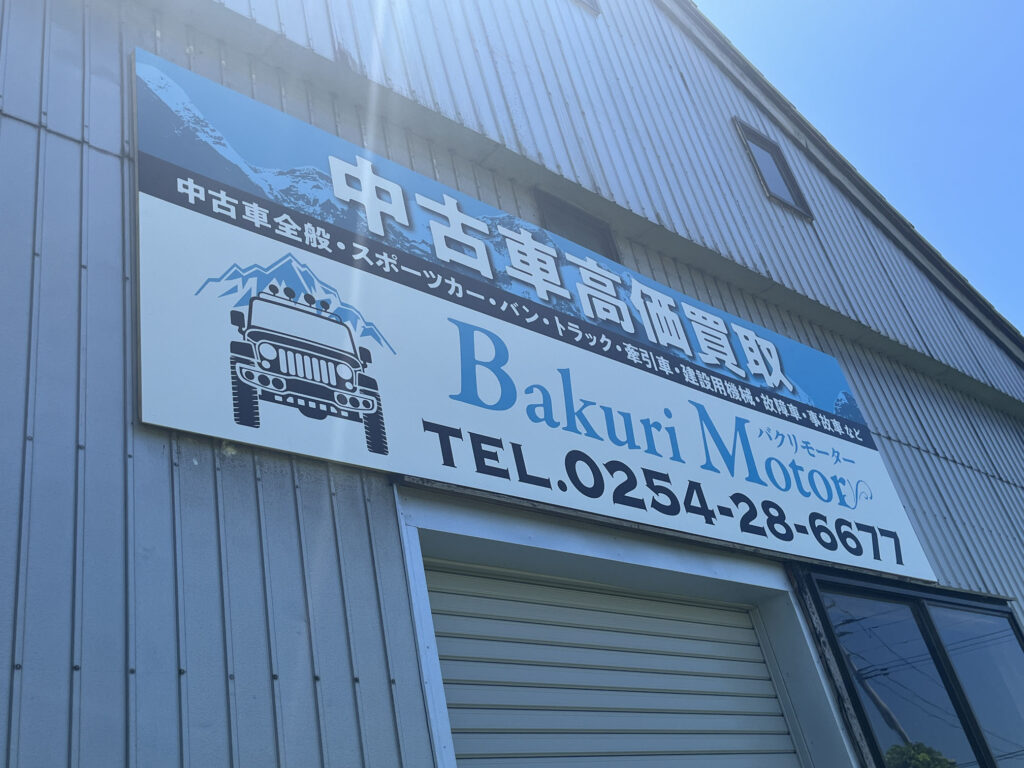 中古車高価買取
中古車全般・スポーツカー・バン・トラック・牽引車・建設用機械・故障車・事故車など
Bakuri Motor
バクリモーター
TEL.0254-28-6677